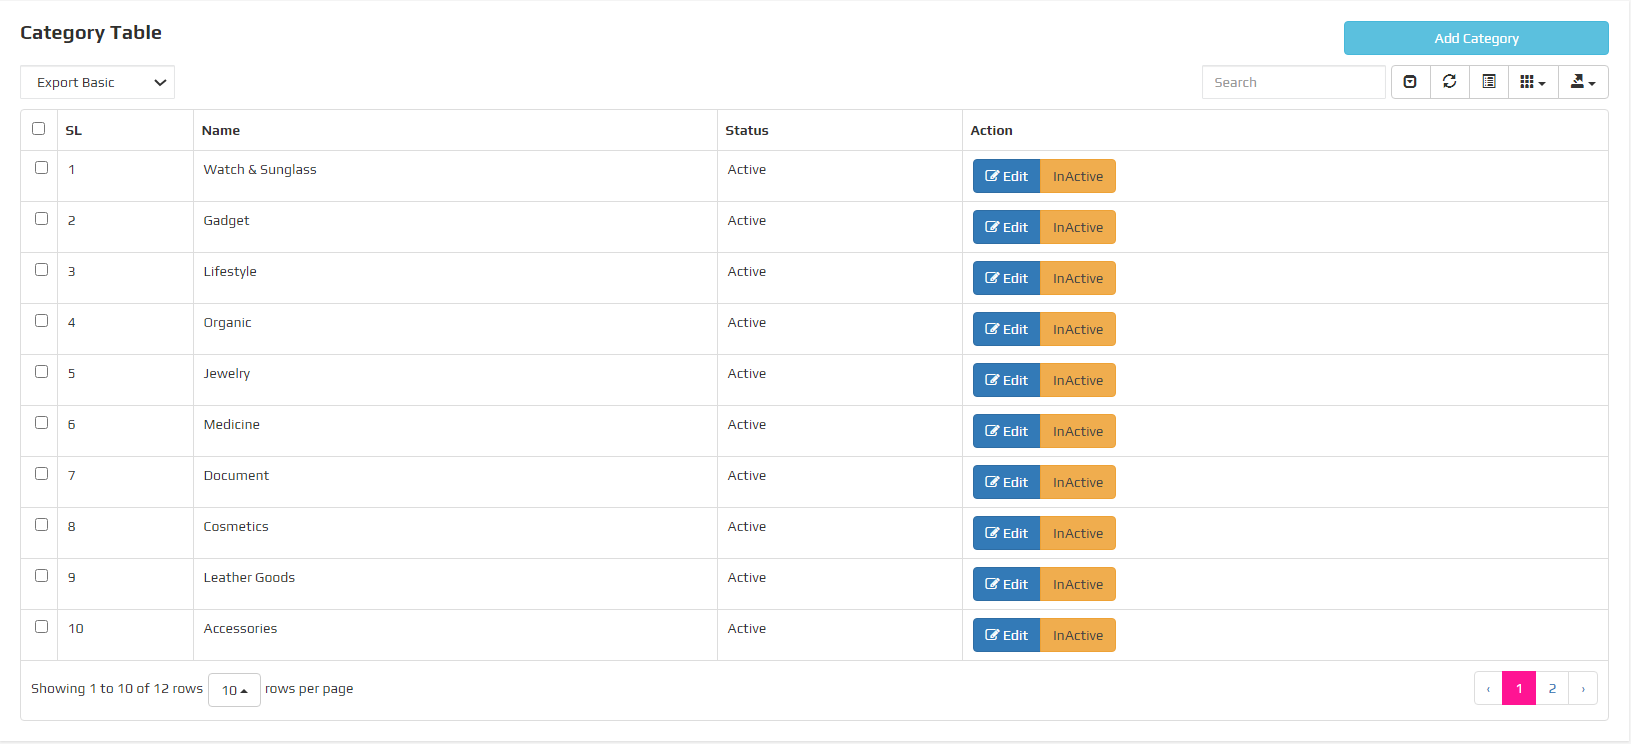 Category Table
Add Category
Export Basic
Search
SL Name Status Action
1 Watch & Sunglass Active Edit InActive
2 Gadget Active Edit InActive
3 Lifestyle Active Edit InActive
4 Organic Active Edit InActive
5 Jewelry Active Edit InActive
6 Medicine Active Edit InActive
7 Document Active Edit InActive
8 Cosmetics Active Edit InActive
9 Leather Goods Active Edit InActive
10 Accessories Active Edit InActive
Showing 1 to 10 of 12 rows 10 rows per page ‹ 1 2 ›